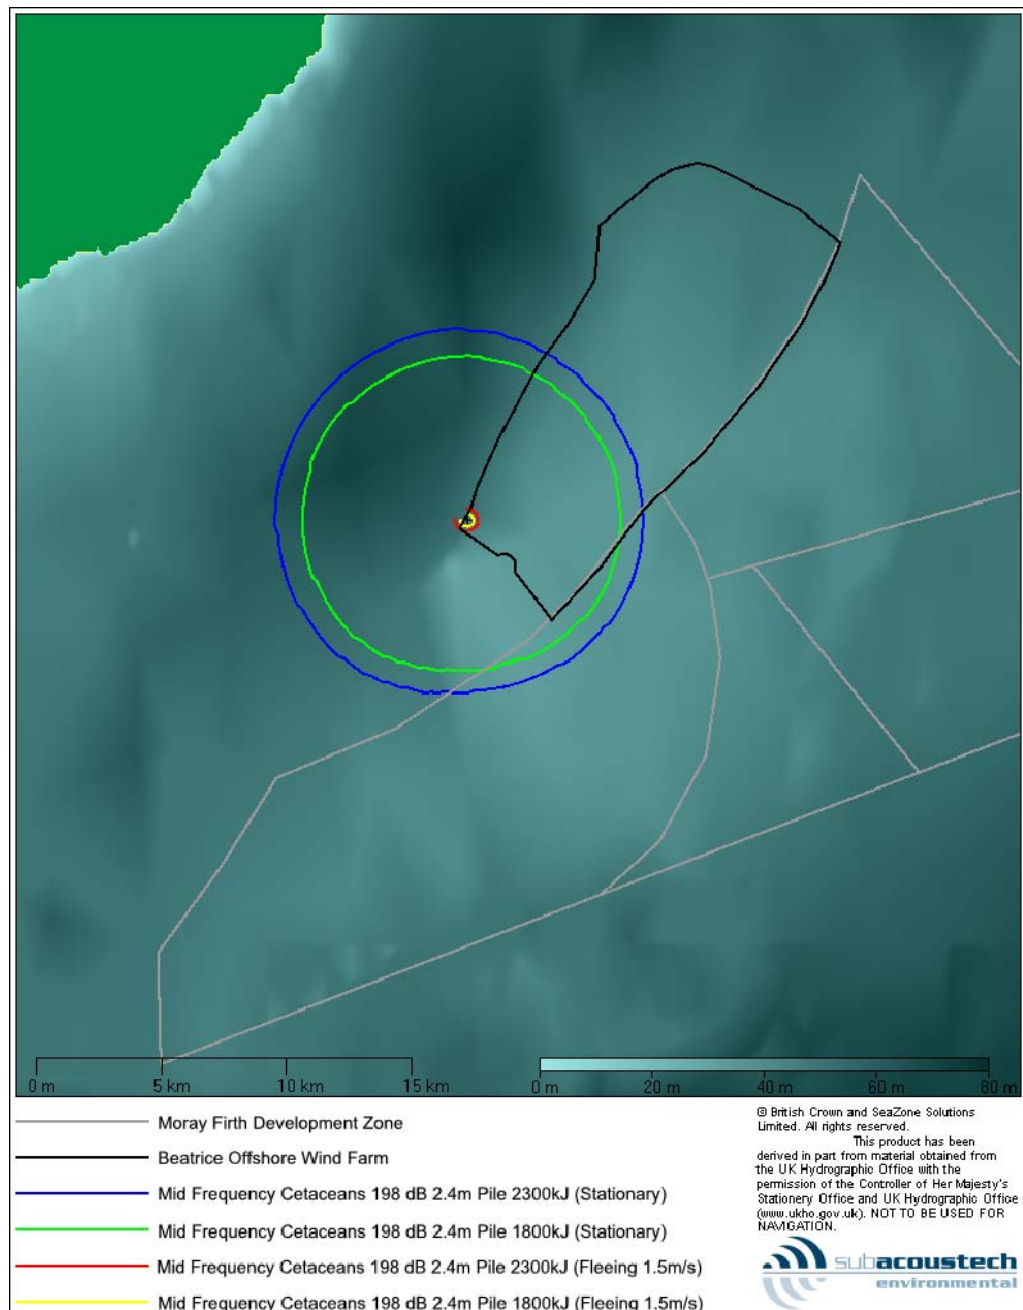 0 m 5 km 10 km 15 km
0 m 20 m 40 m 60 m 80 m
Moray Firth Development Zone
Beatrice Offshore Wind Farm
Mid Frequency Cetaceans 198 dB 2.4m Pile 2300kJ (Stationary)
Mid Frequency Cetaceans 198 dB 2.4m Pile 1800kJ (Stationary)
Mid Frequency Cetaceans 198 dB 2.4m Pile 2300kJ (Fleeing 1.5m/s)
Mid Frequency Cetaceans 198 dB 2.4m Pile 1800kJ (Fleeing 1.5m/s)
© British Crown and SeaZone Solutions
Limited. All rights reserved.
This product has been
derived in part from material obtained from
the UK Hydrographic Office with the
permission of the Controller of Her Majesty's
Stationery Office and UK Hydrographic Office
(www.ukho.gov.uk). NOT TO BE USED FOR
NAVIGATION.
subacoustech
environmental